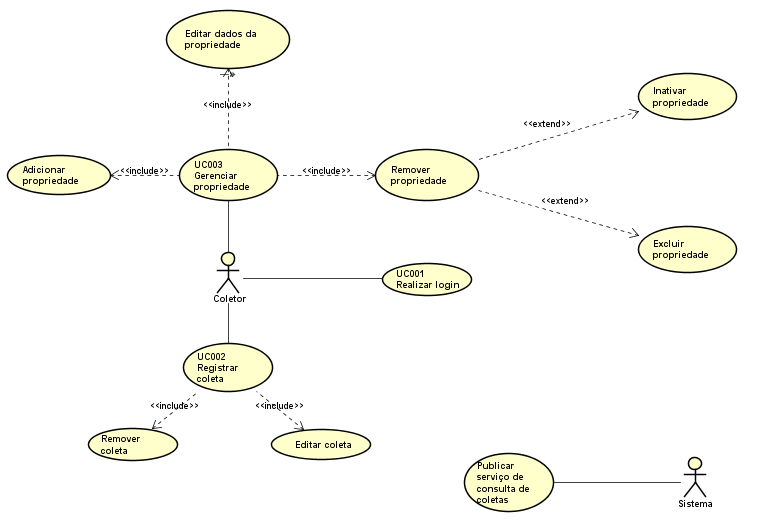 Editar dados da
propriedade
<<include>>
Inativar
propriedade
<<extend>>
Adicionar
propriedade
<<include>>
UC003
Gerenciar
propriedade
<<include>>
Remover
propriedade
<<extend>>
Excluir
propriedade
UC001
Realizar login
Coletor
UC002
Registrar
coleta
<<include>>
<<include>>
Remover
coleta
Editar coleta
Publicar
serviço de
consulta de
coletas
Sistema